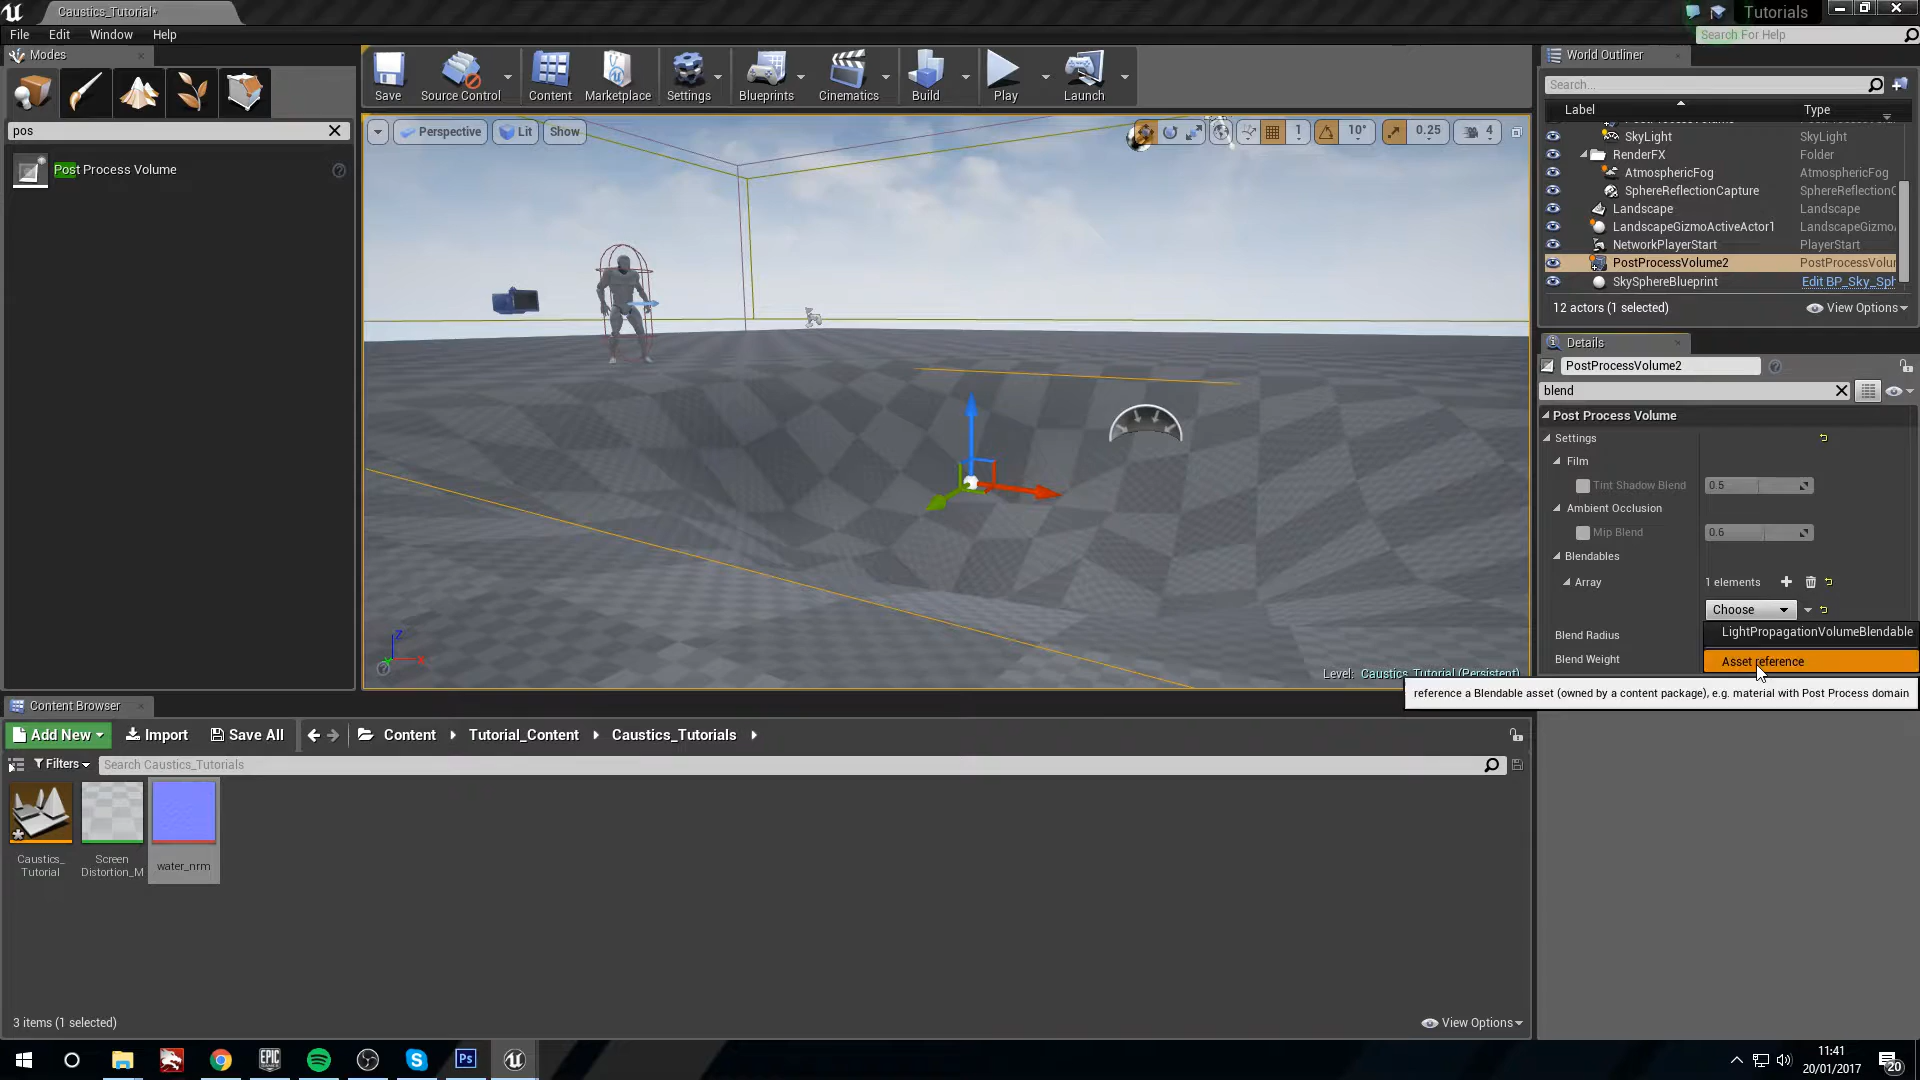 Caustics_Tutorial*
Tutorials
File Edit Window Help
Search For Help
Modes
pos
Post Process Volume
Save
Source Control
Content
Marketplace
Settings
Blueprints
Cinematics
Build
Play
Launch
Perspective
Lit
Show
1
10°
0.25
4
Z
X
Level: Caustics_Tutorial (Persistent)
World Outliner
Search...
Label Type
SkyLight SkyLight
RenderFX Folder
AtmosphericFog AtmosphericFog
SphereReflectionCapture SphereReflectionC
Landscape Landscape
LandscapeGizmoActiveActor1 LandscapeGizmo
NetworkPlayerStart PlayerStart
PostProcessVolume2 PostProcessVolur
SkySphereBlueprint Edit BP_Sky_Sph
12 actors (1 selected)
View Options
Details
PostProcessVolume2
blend
Post Process Volume
Settings
Film
Tint Shadow Blend 0.5
Ambient Occlusion
Mip Blend 0.6
Blendables
Array 1 elements
Choose
LightPropagationVolumeBlendable
Blend Radius
Blend Weight
Asset reference
reference a Blendable asset (owned by a content package), e.g. material with Post Process domain
Content Browser
Add New
Import
Save All
Content
Tutorial_Content
Caustics_Tutorials
Filters
Search Caustics_Tutorials
Caustics_
Tutorial
Screen
Distortion_M
water_nrm
3 items (1 selected)
View Options
EPIC
GAMES
Ps
11:41
20/01/2017
20